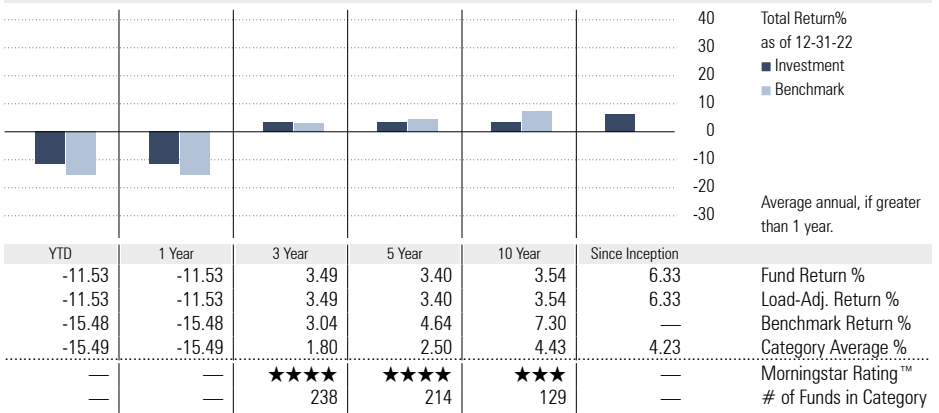 40
30
20
10
0
-10
-20
-30
Total Return%
as of 12-31-22
Investment
Benchmark
Average annual, if greater
than 1 year.
YTD 1 Year 3 Year 5 Year 10 Year Since Inception
-11.53 -11.53 3.49 3.40 3.54 6.33 Fund Return %
-11.53 -11.53 3.49 3.40 3.54 6.33 Load-Adj. Return %
-15.48 -15.48 3.04 4.64 7.30 — Benchmark Return %
-15.49 -15.49 1.80 2.50 4.43 4.23 Category Average %
— — ★★★★ ★★★★ ★★★ — Morningstar Rating™
— — 238 214 129 — # of Funds in Category